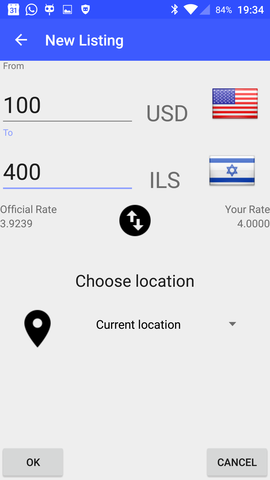 31
84%
19:34
New Listing
From
100
USD
To
400
ILS
Official Rate
Your Rate
3.9239
4.0000
Choose location
Current location
OK
CANCEL